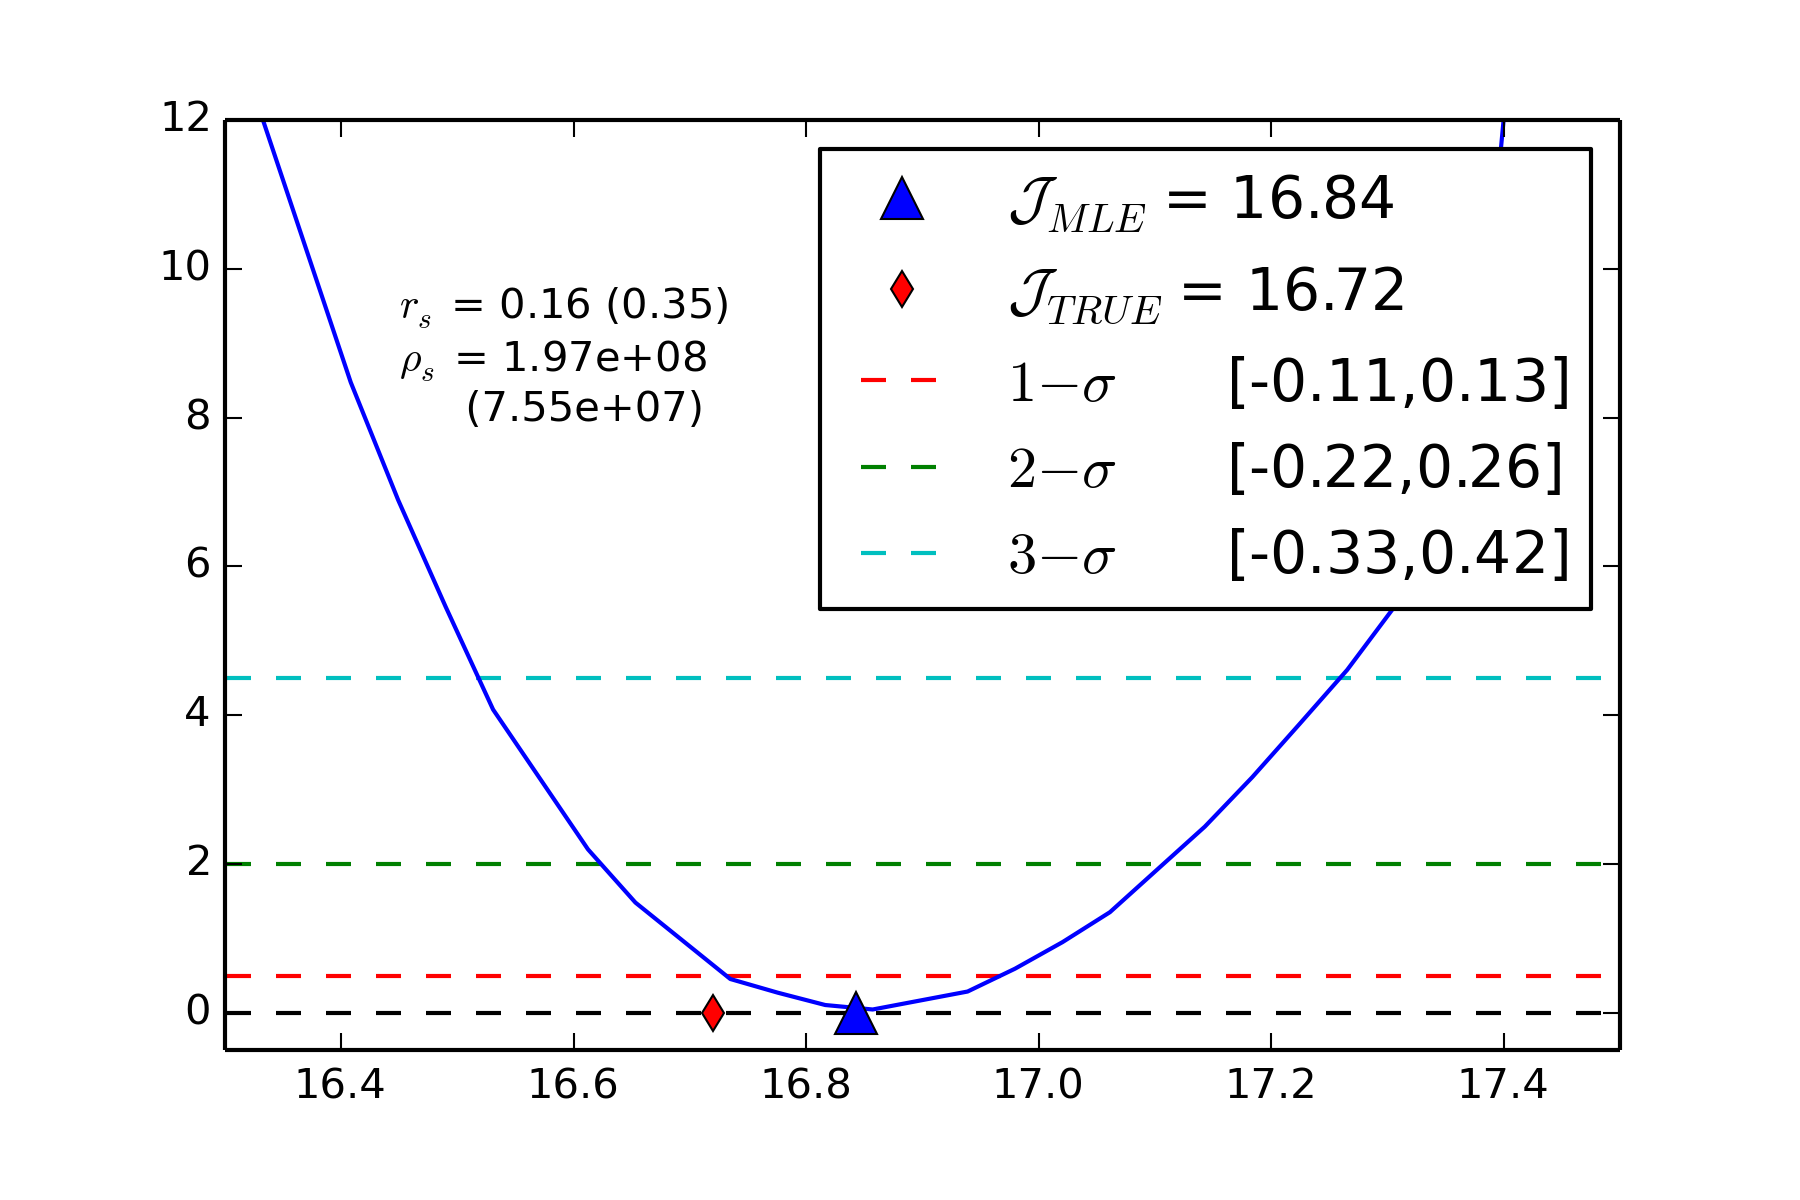 12
10
8
6
4
2
0
r_s = 0.16 (0.35)
ρ_s = 1.97e+08
(7.55e+07)
𝒥_MLE = 16.84
𝒥_TRUE = 16.72
1−σ [-0.11,0.13]
2−σ [-0.22,0.26]
3−σ [-0.33,0.42]
16.4 16.6 16.8 17.0 17.2 17.4